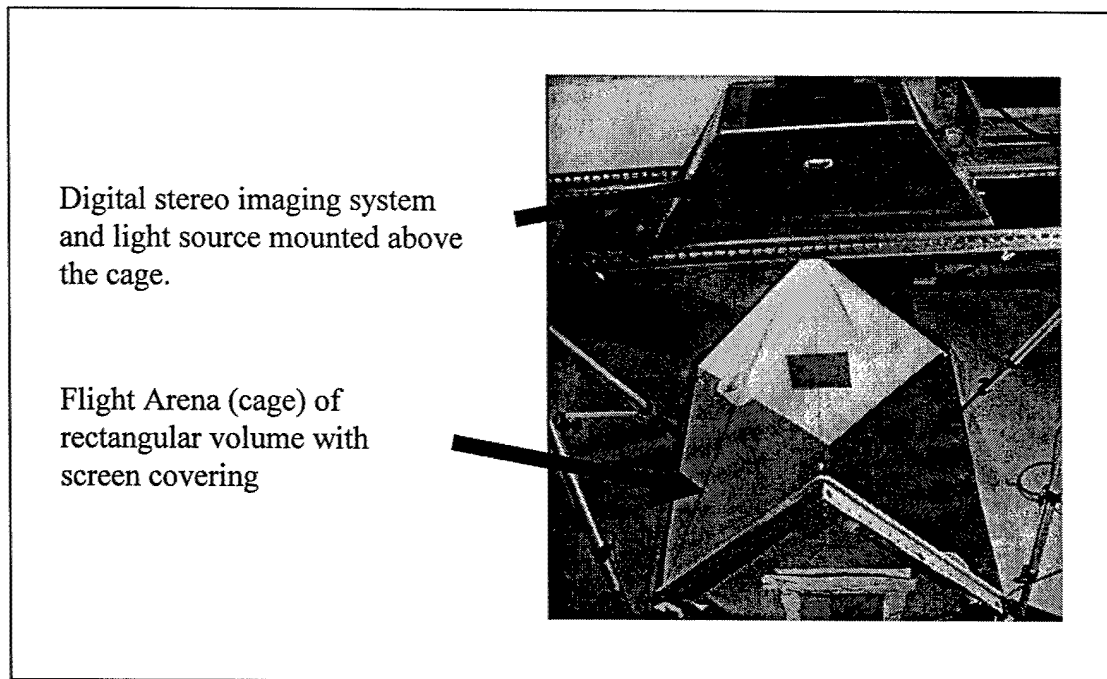 Digital stereo imaging system
and light source mounted above
the cage.
Flight Arena (cage) of
rectangular volume with
screen covering